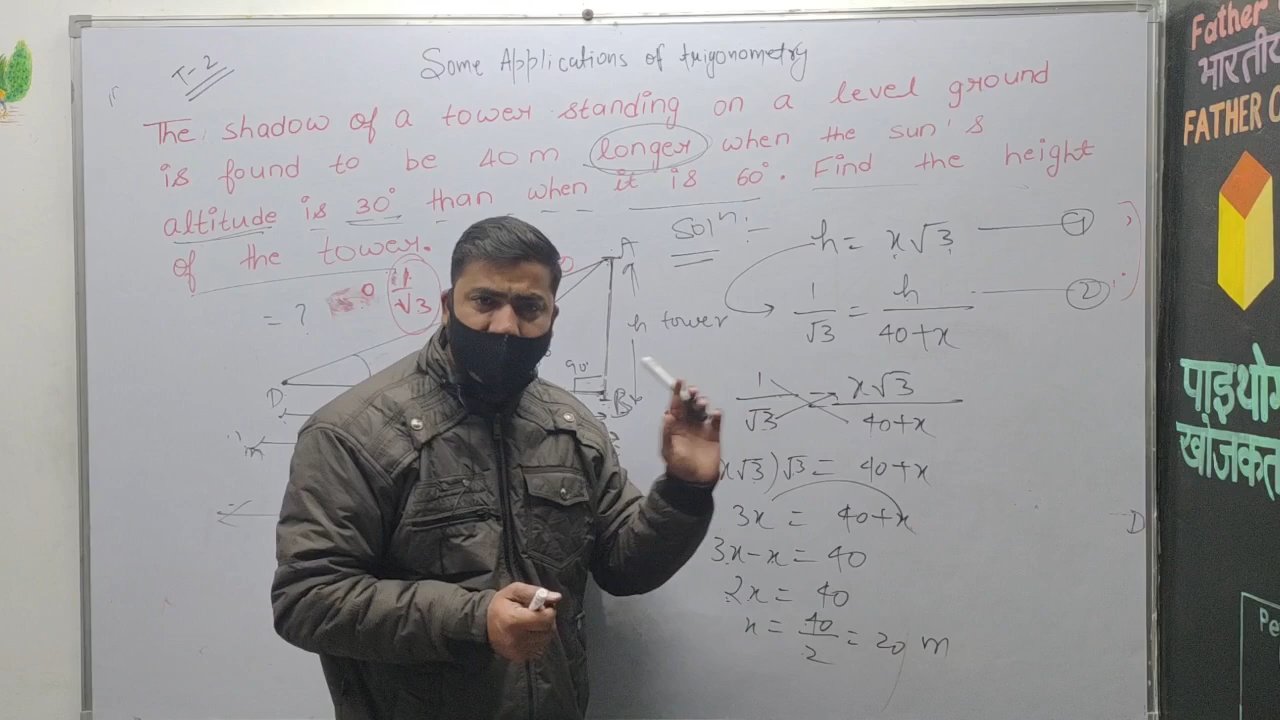 T-2
Some Applications of trigonometry
The shadow of a tower standing on a level ground
is found to be 40 m longer when the sun's
altitude is 30° than when it is 60°. Find the height
of the tower.
Solⁿ:-
h = x√3 — 1
1/√3 = h/(40+x) — 2
1/√3 = x√3/(40+x)
x√3)√3 = 40+x
3x = 40+x
3x-x = 40
2x = 40
x = 40/2 = 20 m
= ?
1/√3
A
h tower
90°
D
B
D
Father
भारतीय
FATHER